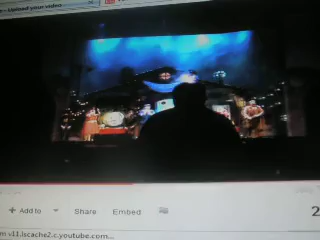 - Upload your video
+ Add to ▼ Share Embed
2
m v11.lscache2.c.youtube.com...